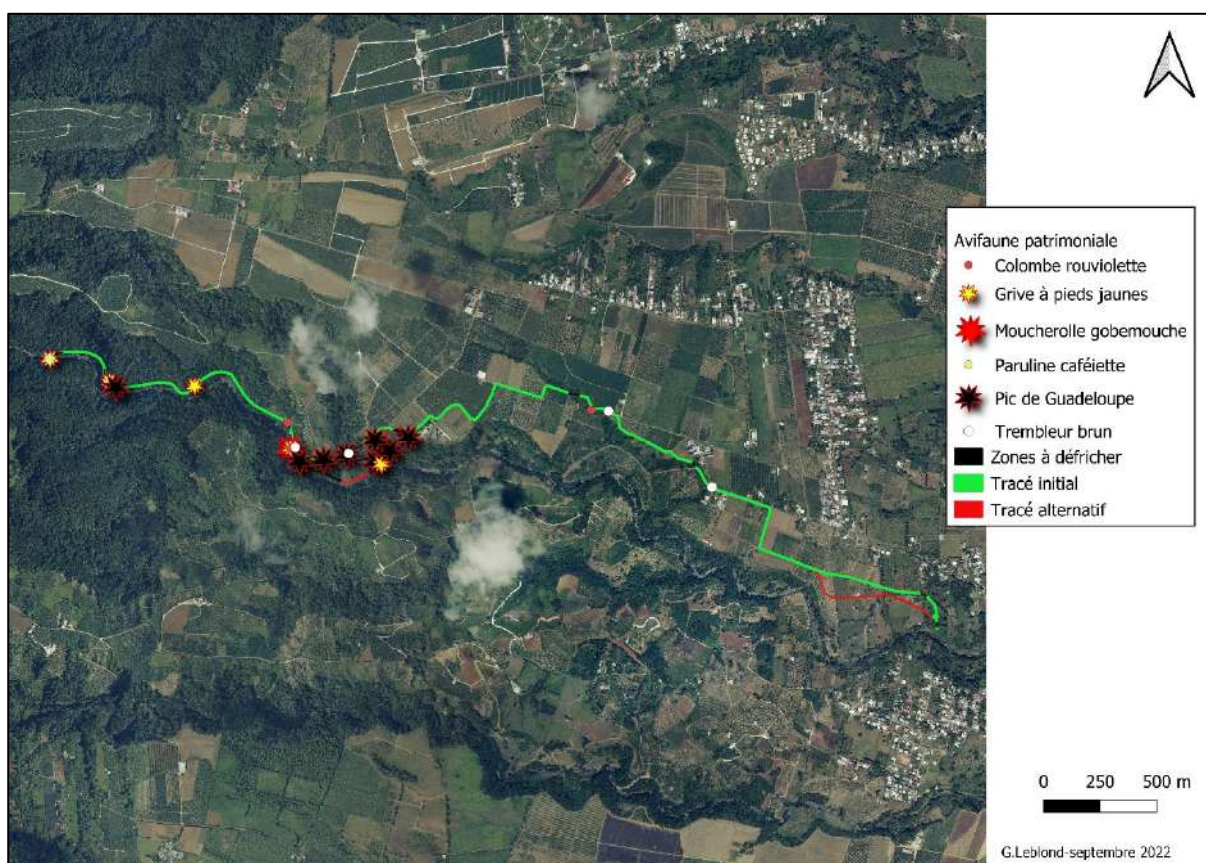 Avifaune patrimoniale
Colombe rouviolette
Grive à pieds jaunes
Moucherolle gobemouche
Paruline caféiette
Pic de Guadeloupe
Trembleur brun
Zones à défricher
Tracé initial
Tracé alternatif
0 250 500 m
G.Leblond-septembre 2022